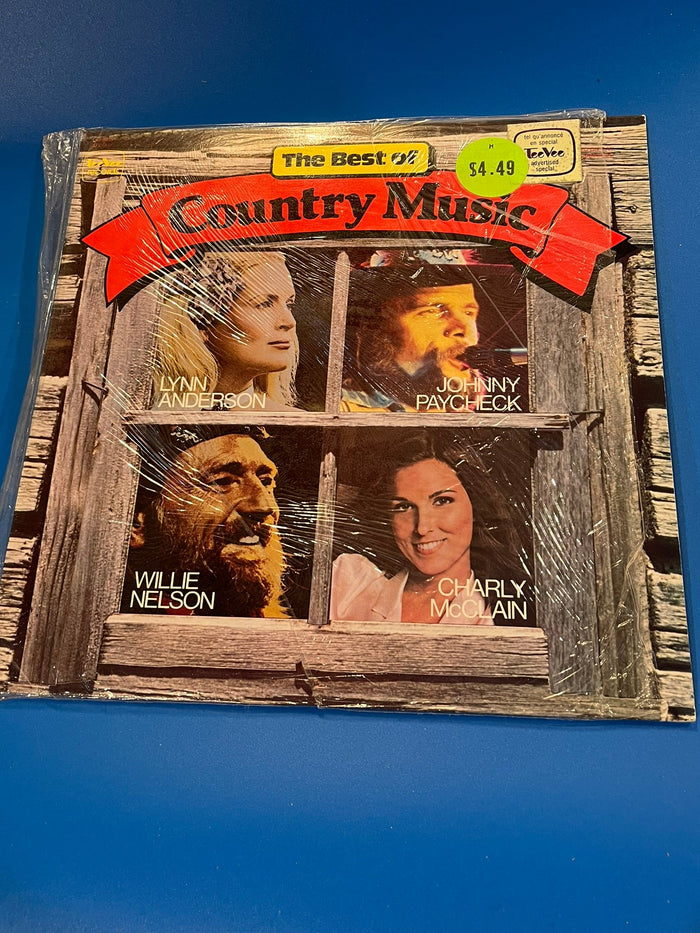 The Best of
Country Music
H
$4.49
tel qu'annoncé
en special
TeeVee
advertised
special
LYNN
ANDERSON
JOHNNY
PAYCHECK
WILLIE
NELSON
CHARLY
McCLAIN